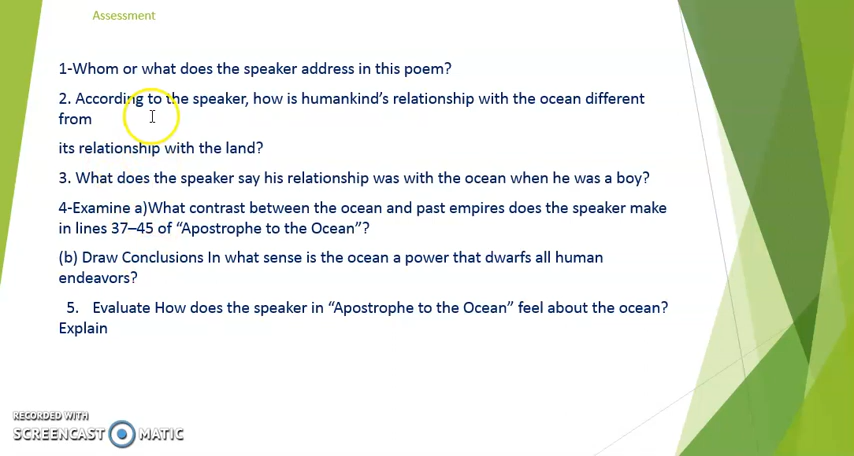 Assessment
1-Whom or what does the speaker address in this poem?
2. According to the speaker, how is humankind’s relationship with the ocean different
from
its relationship with the land?
3. What does the speaker say his relationship was with the ocean when he was a boy?
4-Examine a)What contrast between the ocean and past empires does the speaker make
in lines 37–45 of “Apostrophe to the Ocean”?
(b) Draw Conclusions In what sense is the ocean a power that dwarfs all human
endeavors?
5. Evaluate How does the speaker in “Apostrophe to the Ocean” feel about the ocean?
Explain
RECORDED WITH
SCREENCAST MATIC